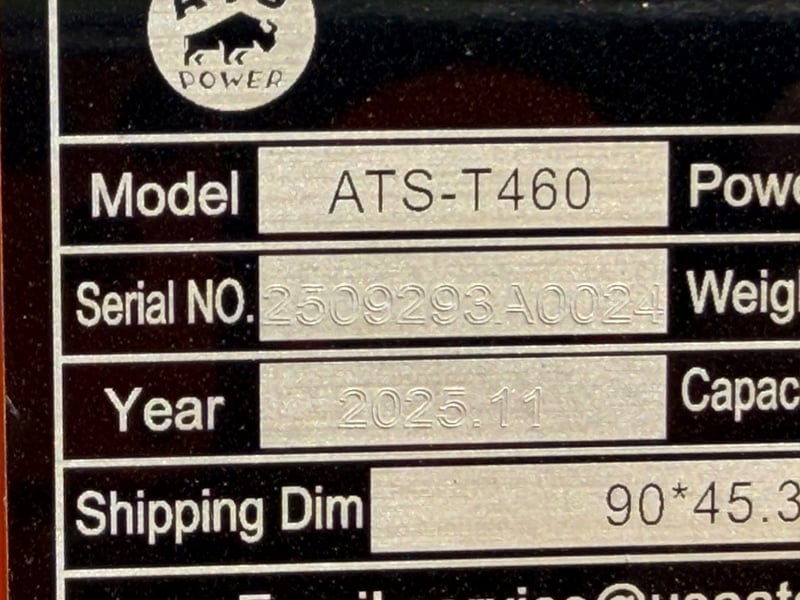 POWER
Model ATS-T460
Serial NO. 2509293A0024
Year 2025.11
Shipping Dim 90*45.3